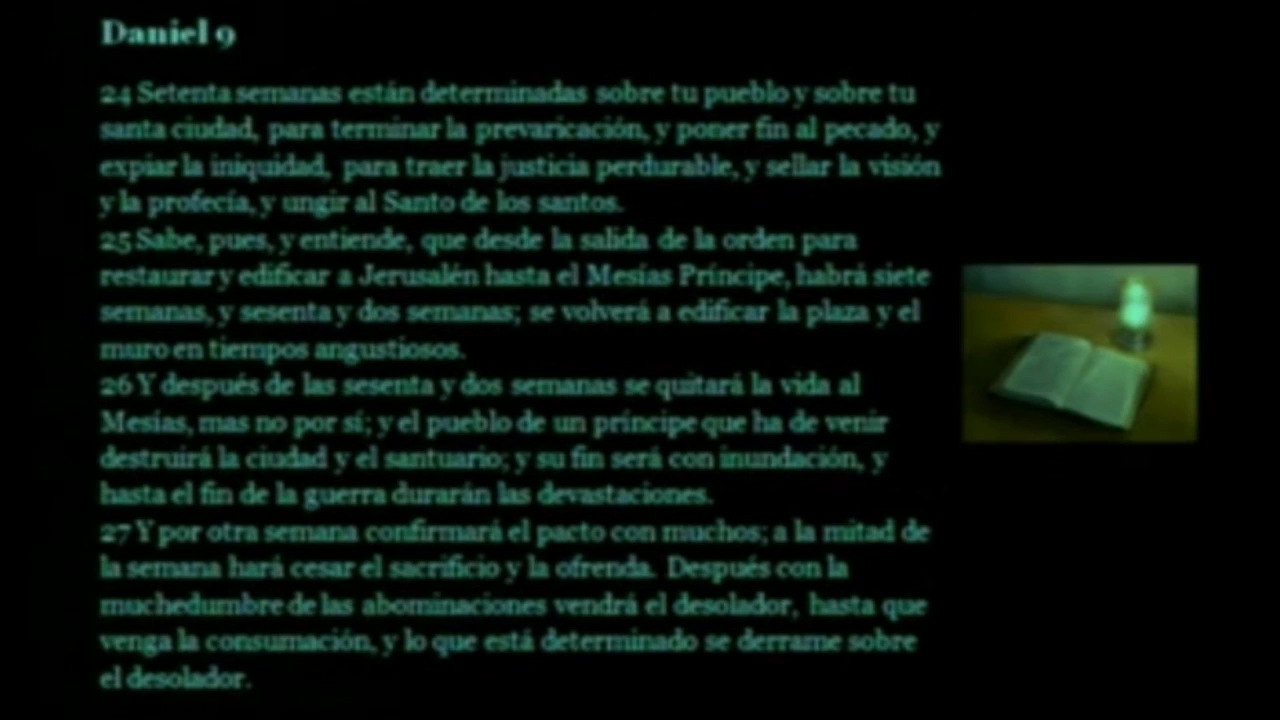 Daniel 9
24 Setenta semanas están determinadas sobre tu pueblo y sobre tu
santa ciudad, para terminar la prevaricación, y poner fin al pecado, y
expiar la iniquidad, para traer la justicia perdurable, y sellar la visión
y la profecía, y ungir al Santo de los santos.
25 Sabe, pues, y entiende, que desde la salida de la orden para
restaurar y edificar a Jerusalén hasta el Mesías Príncipe, habrá siete
semanas, y sesenta y dos semanas; se volverá a edificar la plaza y el
muro en tiempos angustiosos.
26 Y después de las sesenta y dos semanas se quitará la vida al
Mesías, mas no por sí; y el pueblo de un príncipe que ha de venir
destruirá la ciudad y el santuario; y su fin será con inundación, y
hasta el fin de la guerra durarán las devastaciones.
27 Y por otra semana confirmará el pacto con muchos; a la mitad de
la semana hará cesar el sacrificio y la ofrenda. Después con la
muchedumbre de las abominaciones vendrá el desolador, hasta que
venga la consumación, y lo que está determinado se derrame sobre
el desolador.